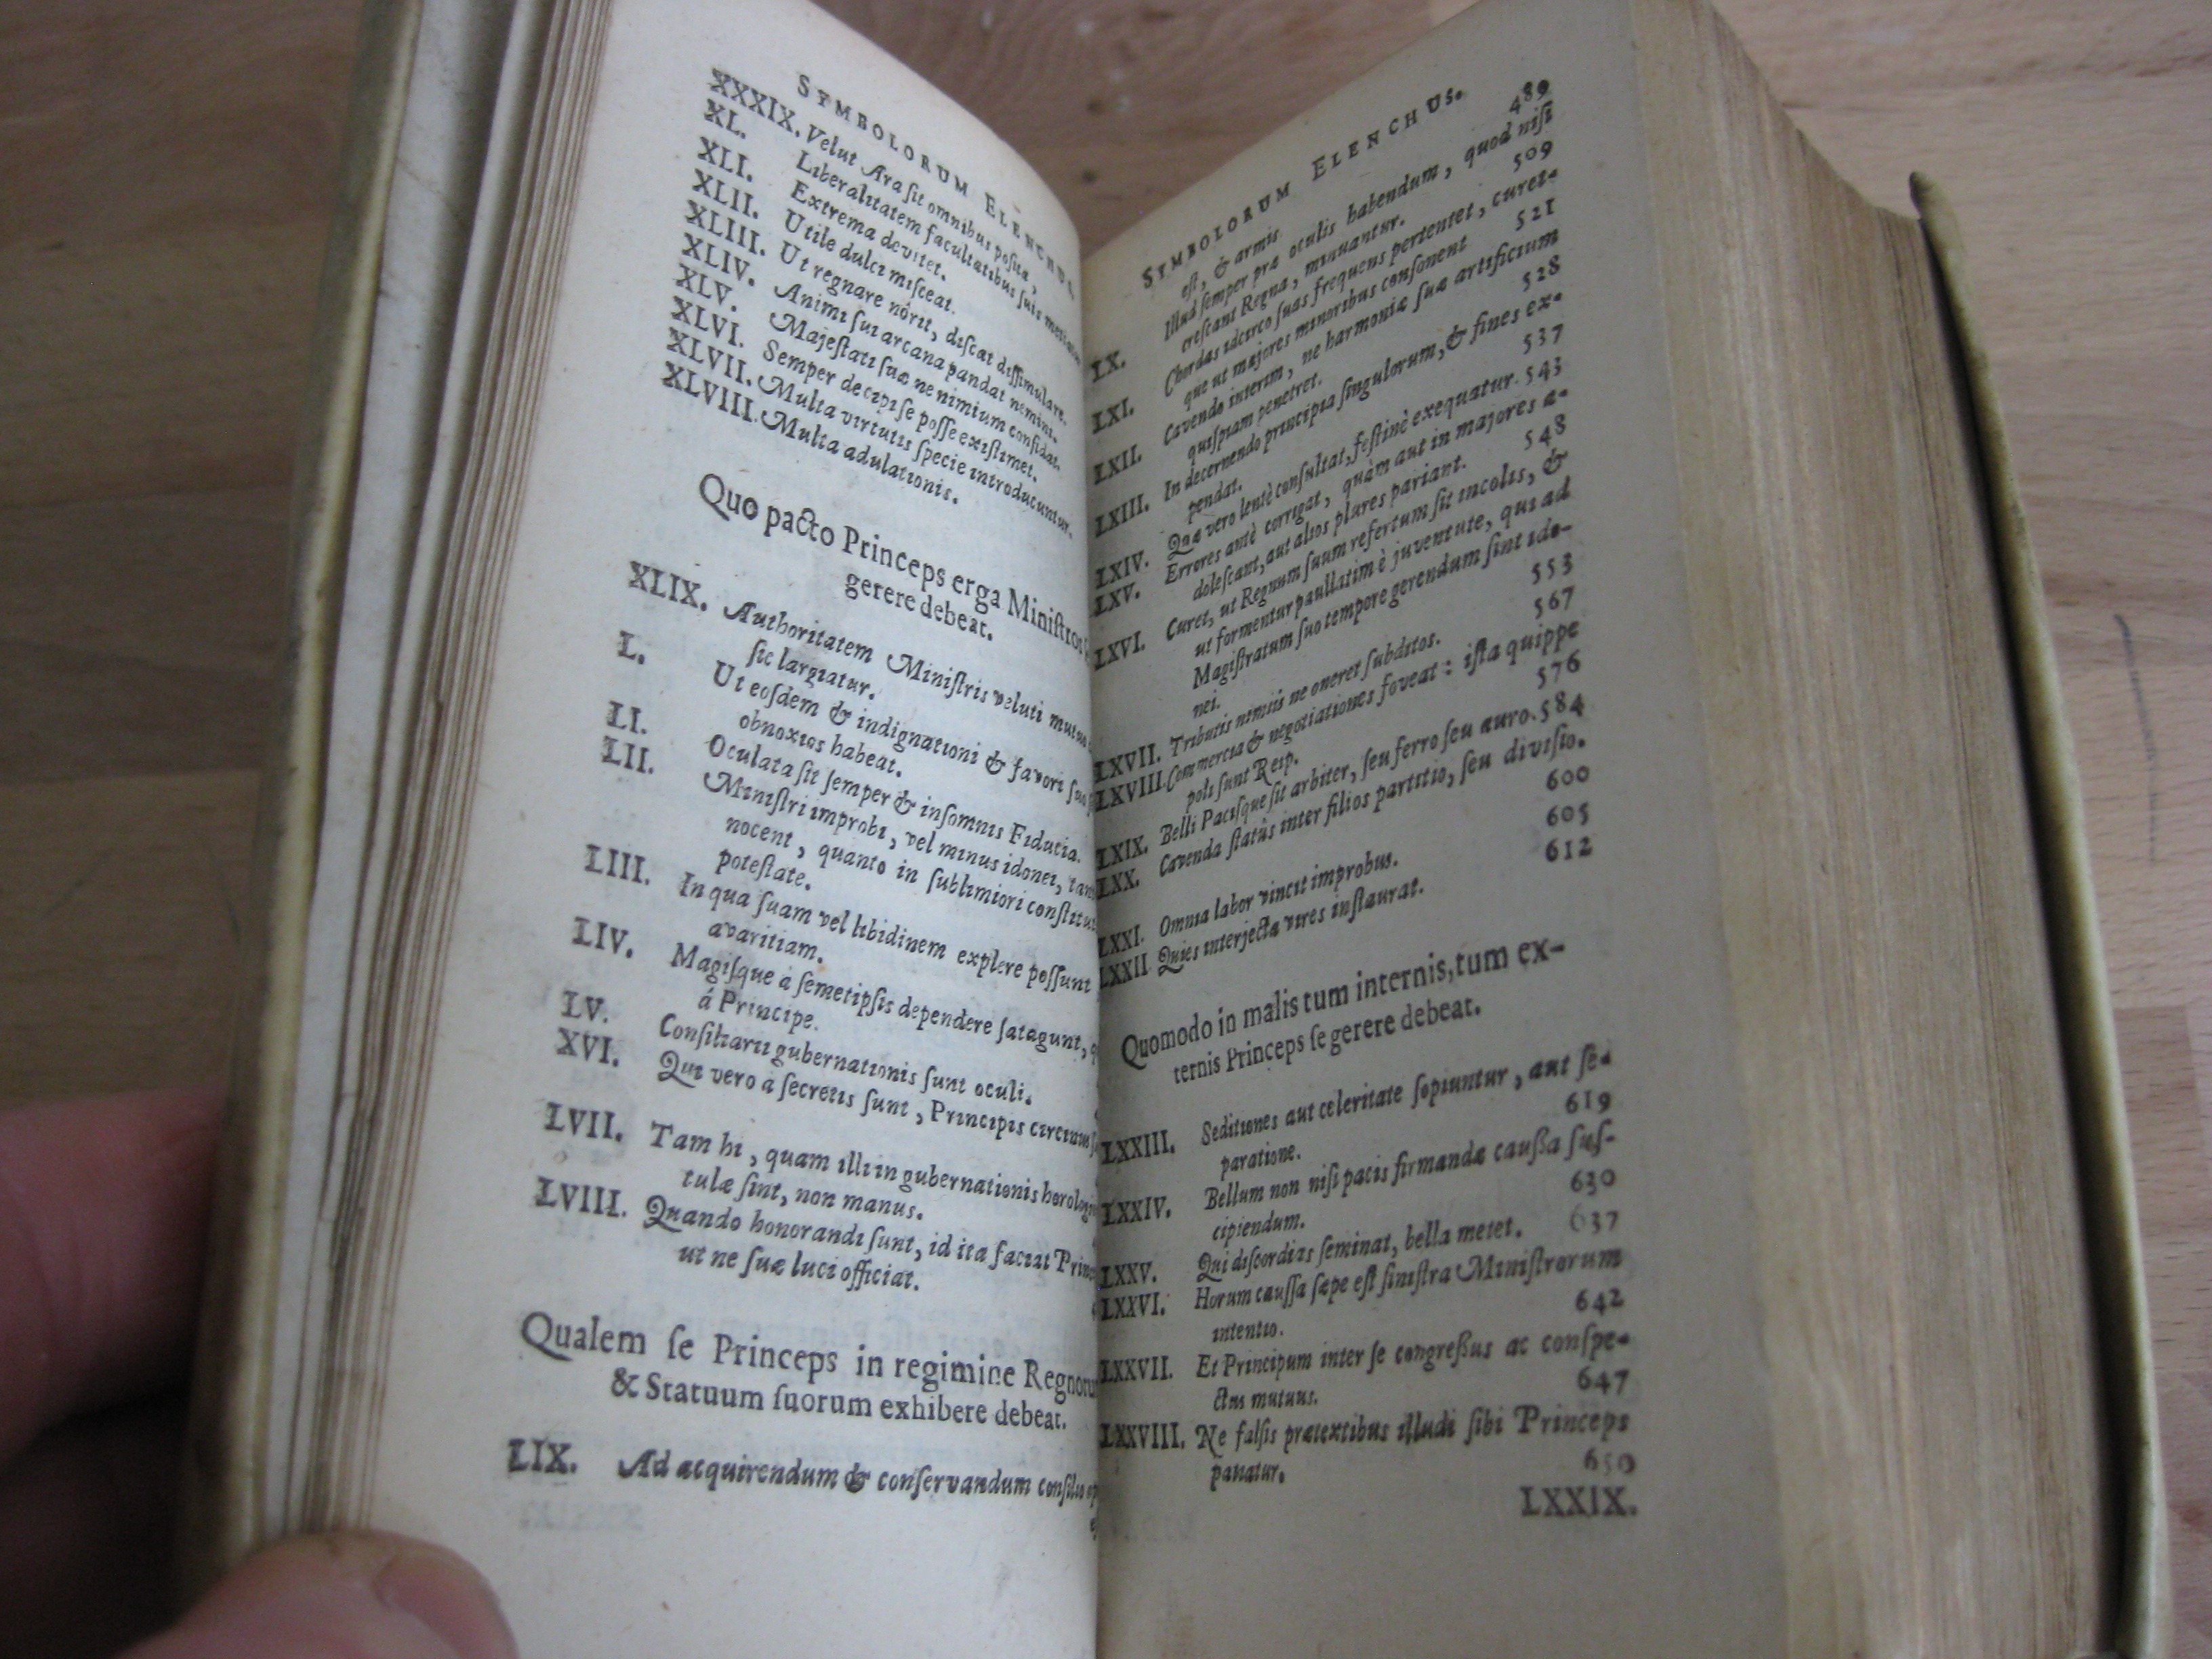 SYMBOLORUM ELENCHUS.
XXXIX. Velut Ara sit omnibus posita,
XL. Liberalitatem facultatibus suis metiatur
XLI. Extrema devitet.
XLII. Utile dulci misceat.
XLIII. Ut regnare nôrit, discat dissimulare.
XLIV. Animi sui arcana pandat nemini.
XLV. Majestati suæ ne nimium confidat.
XLVI. Semper decipi se posse existimet.
XLVII. Multa virtutis specie introducuntur.
XLVIII. Multa adulationis.
Quo pacto Princeps erga Ministros
gerere debeat.
XLIX. Authoritatem Ministris veluti mutuo
sic largiatur.
L. Ut eosdem & indignationi & favori suo
obnoxios habeat.
LI. Oculata sit semper & insomnis Fiducia.
LII. Ministri improbi, vel minus idonei,
nocent, quanto in sublimiori
potestate.
LIII. In qua suam vel libidinem explere possunt
avaritiam.
LIV. Magisque a semetipsis dependere satagunt,
á Principe.
LV. Consiliarii gubernationis sunt oculi.
XVI. Qui vero à secretis sunt, Principis circinus
LVII. Tam hi, quam illi in gubernationis
tulæ sint, non manus.
LVIII. Quando honorandi sunt, id ita faciat
ut ne suæ luci officiat.
Qualem se Princeps in regimine
& Statuum suorum exhibere debeat.
LIX. Ad acquirendum & conservandum
SYMBOLORUM ELENCHUS.
est, & armis. 489
LX. Illud semper præ oculis habendum, quod nisi
crescant Regna, minuantur. 509
LXI. Chordas idcirco suas frequens pertentet, curet-
que ut majores minoribus consonent 521
LXII. Cavendo interim, ne harmoniæ suæ artificium
quispiam penetret. 528
LXIII. In decernendo principia singulorum, & fines ex-
pendat. 537
LXIV. Quæ vero lentè consultat, festinè exequatur. 543
LXV. Errores antè corrigat, quàm aut in majores a-
dolescant, aut alios plures pariant. 548
LXVI. Curet, ut Regnum suum refertum sit incolis, &
ut formentur paullatim è juventute, qui ad
Magistratum suo tempore gerendum sint ido-
nei. 553
LXVII. Tributis nimiis ne oneret subditos. 567
LXVIII. Commercia & negotiationes foveat: ista quippe
poli sunt Reip. 576
LXIX. Belli Pacisque sit arbiter, seu ferro seu auro. 584
LXX. Cavenda statûs inter filios partitio, seu divisio.
600
LXXI. Omnia labor vincit improbus. 605
LXXII. Quies interjecta vires instaurat. 612
Quomodo in malis tum internis, tum ex-
ternis Princeps se gerere debeat.
LXXIII. Seditiones aut celeritate sopiuntur, aut se-
paratione. 619
LXXIV. Bellum non nisi pacis firmandæ caussa sus-
cipiendum. 630
LXXV. Qui discordias seminat, bella metet. 637
LXXVI. Horum caussa sæpe est sinistra Ministrorum
intentio. 642
LXXVII. Et Principum inter se congressus ac conspe-
ctus mutuus. 647
LXXVIII. Ne falsis prætextibus illudi sibi Princeps
patiatur. 650
LXXIX.